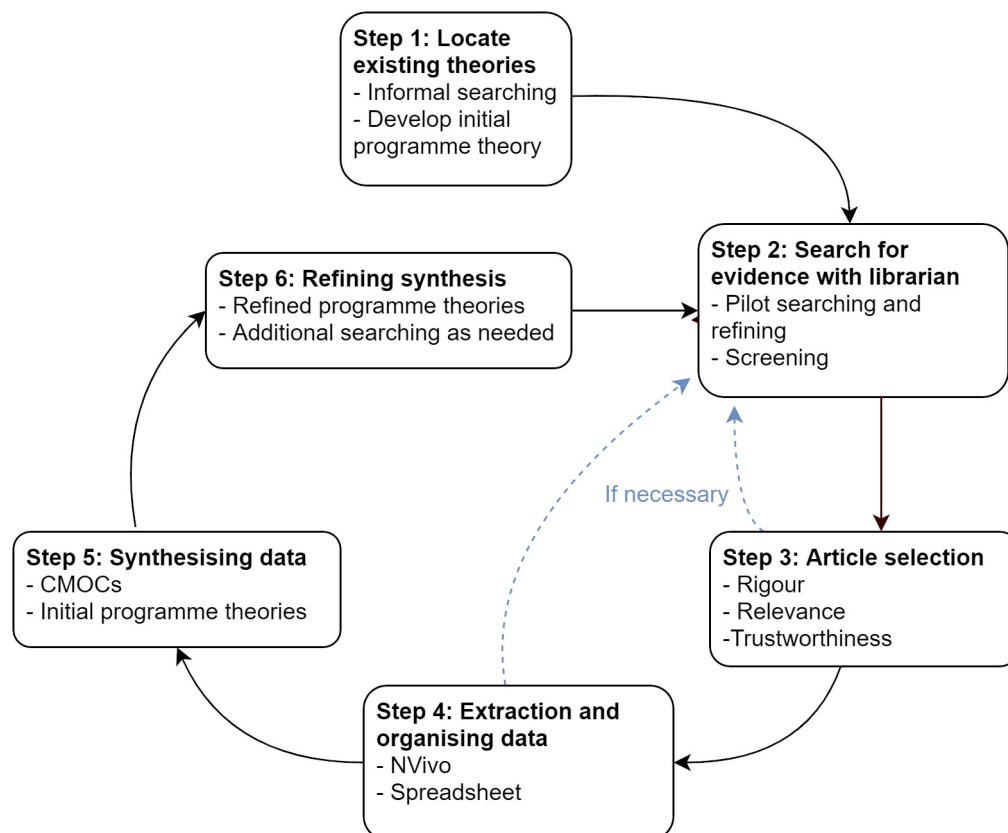 Step 1: Locate
existing theories
- Informal searching
- Develop initial
programme theory
Step 2: Search for
evidence with librarian
- Pilot searching and
refining
- Screening
Step 6: Refining synthesis
- Refined programme theories
- Additional searching as needed
If necessary
Step 3: Article selection
- Rigour
- Relevance
-Trustworthiness
Step 5: Synthesising data
- CMOCs
- Initial programme theories
Step 4: Extraction and
organising data
- NVivo
- Spreadsheet